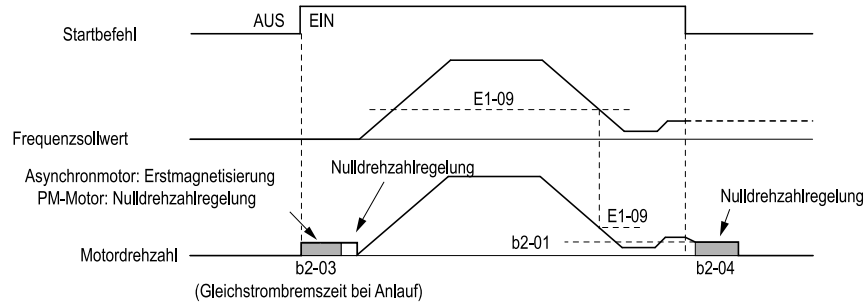 AUS EIN
Startbefehl
E1-09
Frequenzsollwert
Asynchronmotor: Erstmagnetisierung
PM-Motor: Nulldrehzahlregelung
Nulldrehzahlregelung
Nulldrehzahlregelung
E1-09
b2-01
Motordrehzahl
b2-03
b2-04
(Gleichstrombremszeit bei Anlauf)